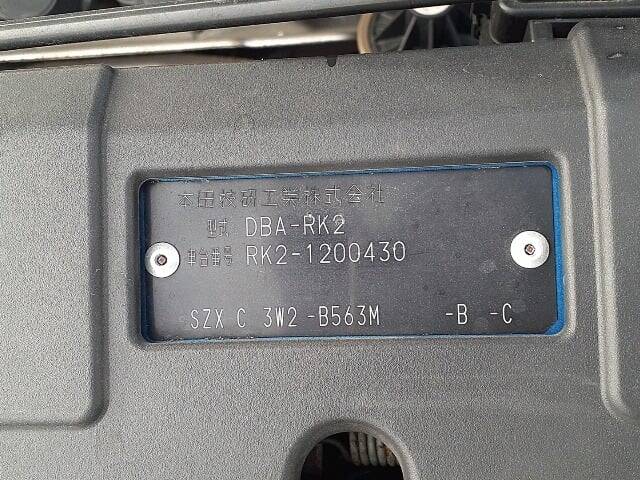 本田技研工業株式会社
型式 DBA-RK2
車台番号 RK2-1200430
SZX C 3W2 -B563M -B -C